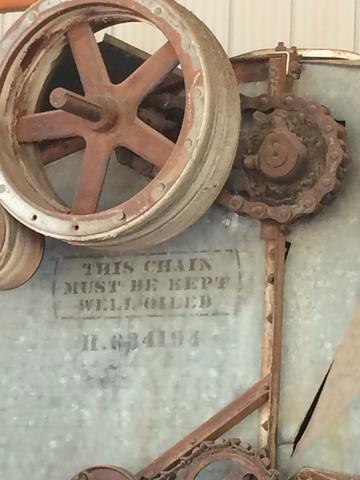 THIS CHAIN
MUST BE KEPT
WELL OILED
H.634194